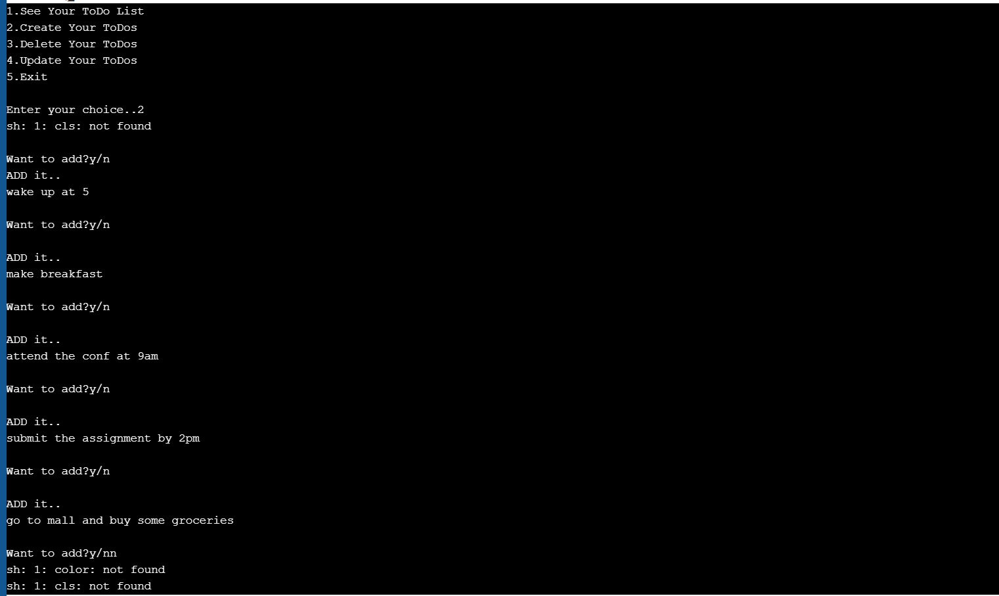 1.See Your ToDo List
2.Create Your ToDos
3.Delete Your ToDos
4.Update Your ToDos
5.Exit
Enter your choice..2
sh: 1: cls: not found
Want to add?y/n
ADD it..
wake up at 5
Want to add?y/n
ADD it..
make breakfast
Want to add?y/n
ADD it..
attend the conf at 9am
Want to add?y/n
ADD it..
submit the assignment by 2pm
Want to add?y/n
ADD it..
go to mall and buy some groceries
Want to add?y/nn
sh: 1: color: not found
sh: 1: cls: not found